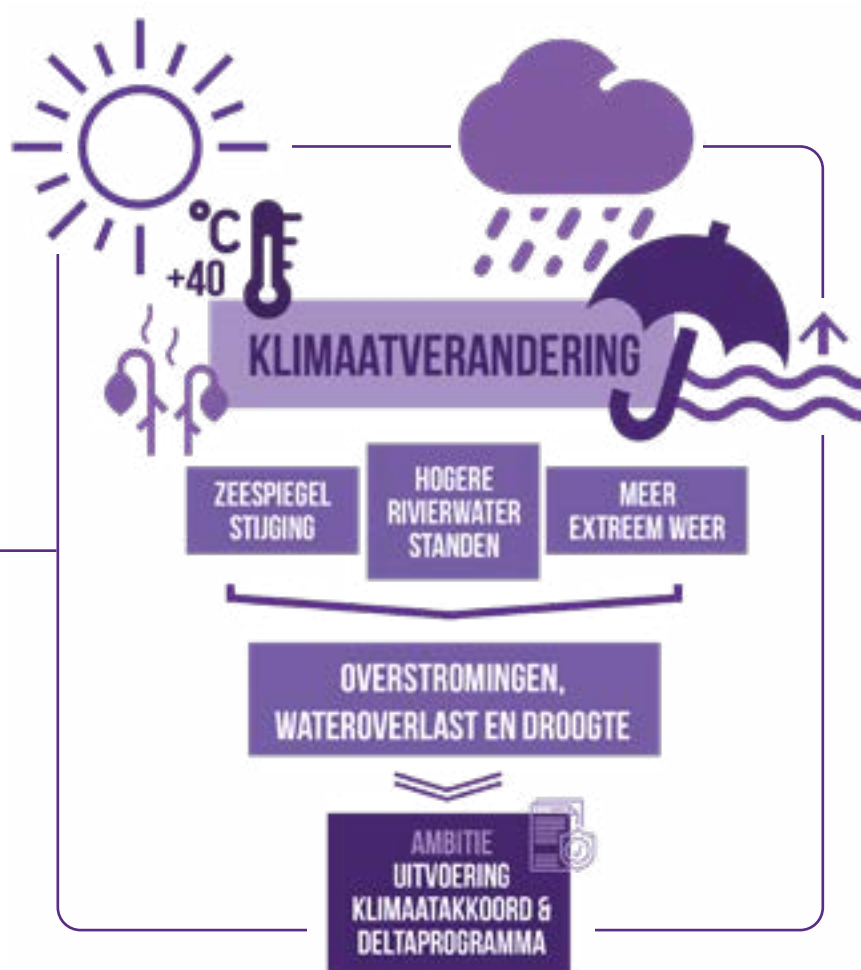 °C
+40
KLIMAATVERANDERING
ZEESPIEGEL
STIJGING
HOGERE
RIVIERWATER
STANDEN
MEER
EXTREEM WEER
OVERSTROMINGEN,
WATEROVERLAST EN DROOGTE
AMBITIE
UITVOERING
KLIMAATAKKOORD &
DELTAPROGRAMMA